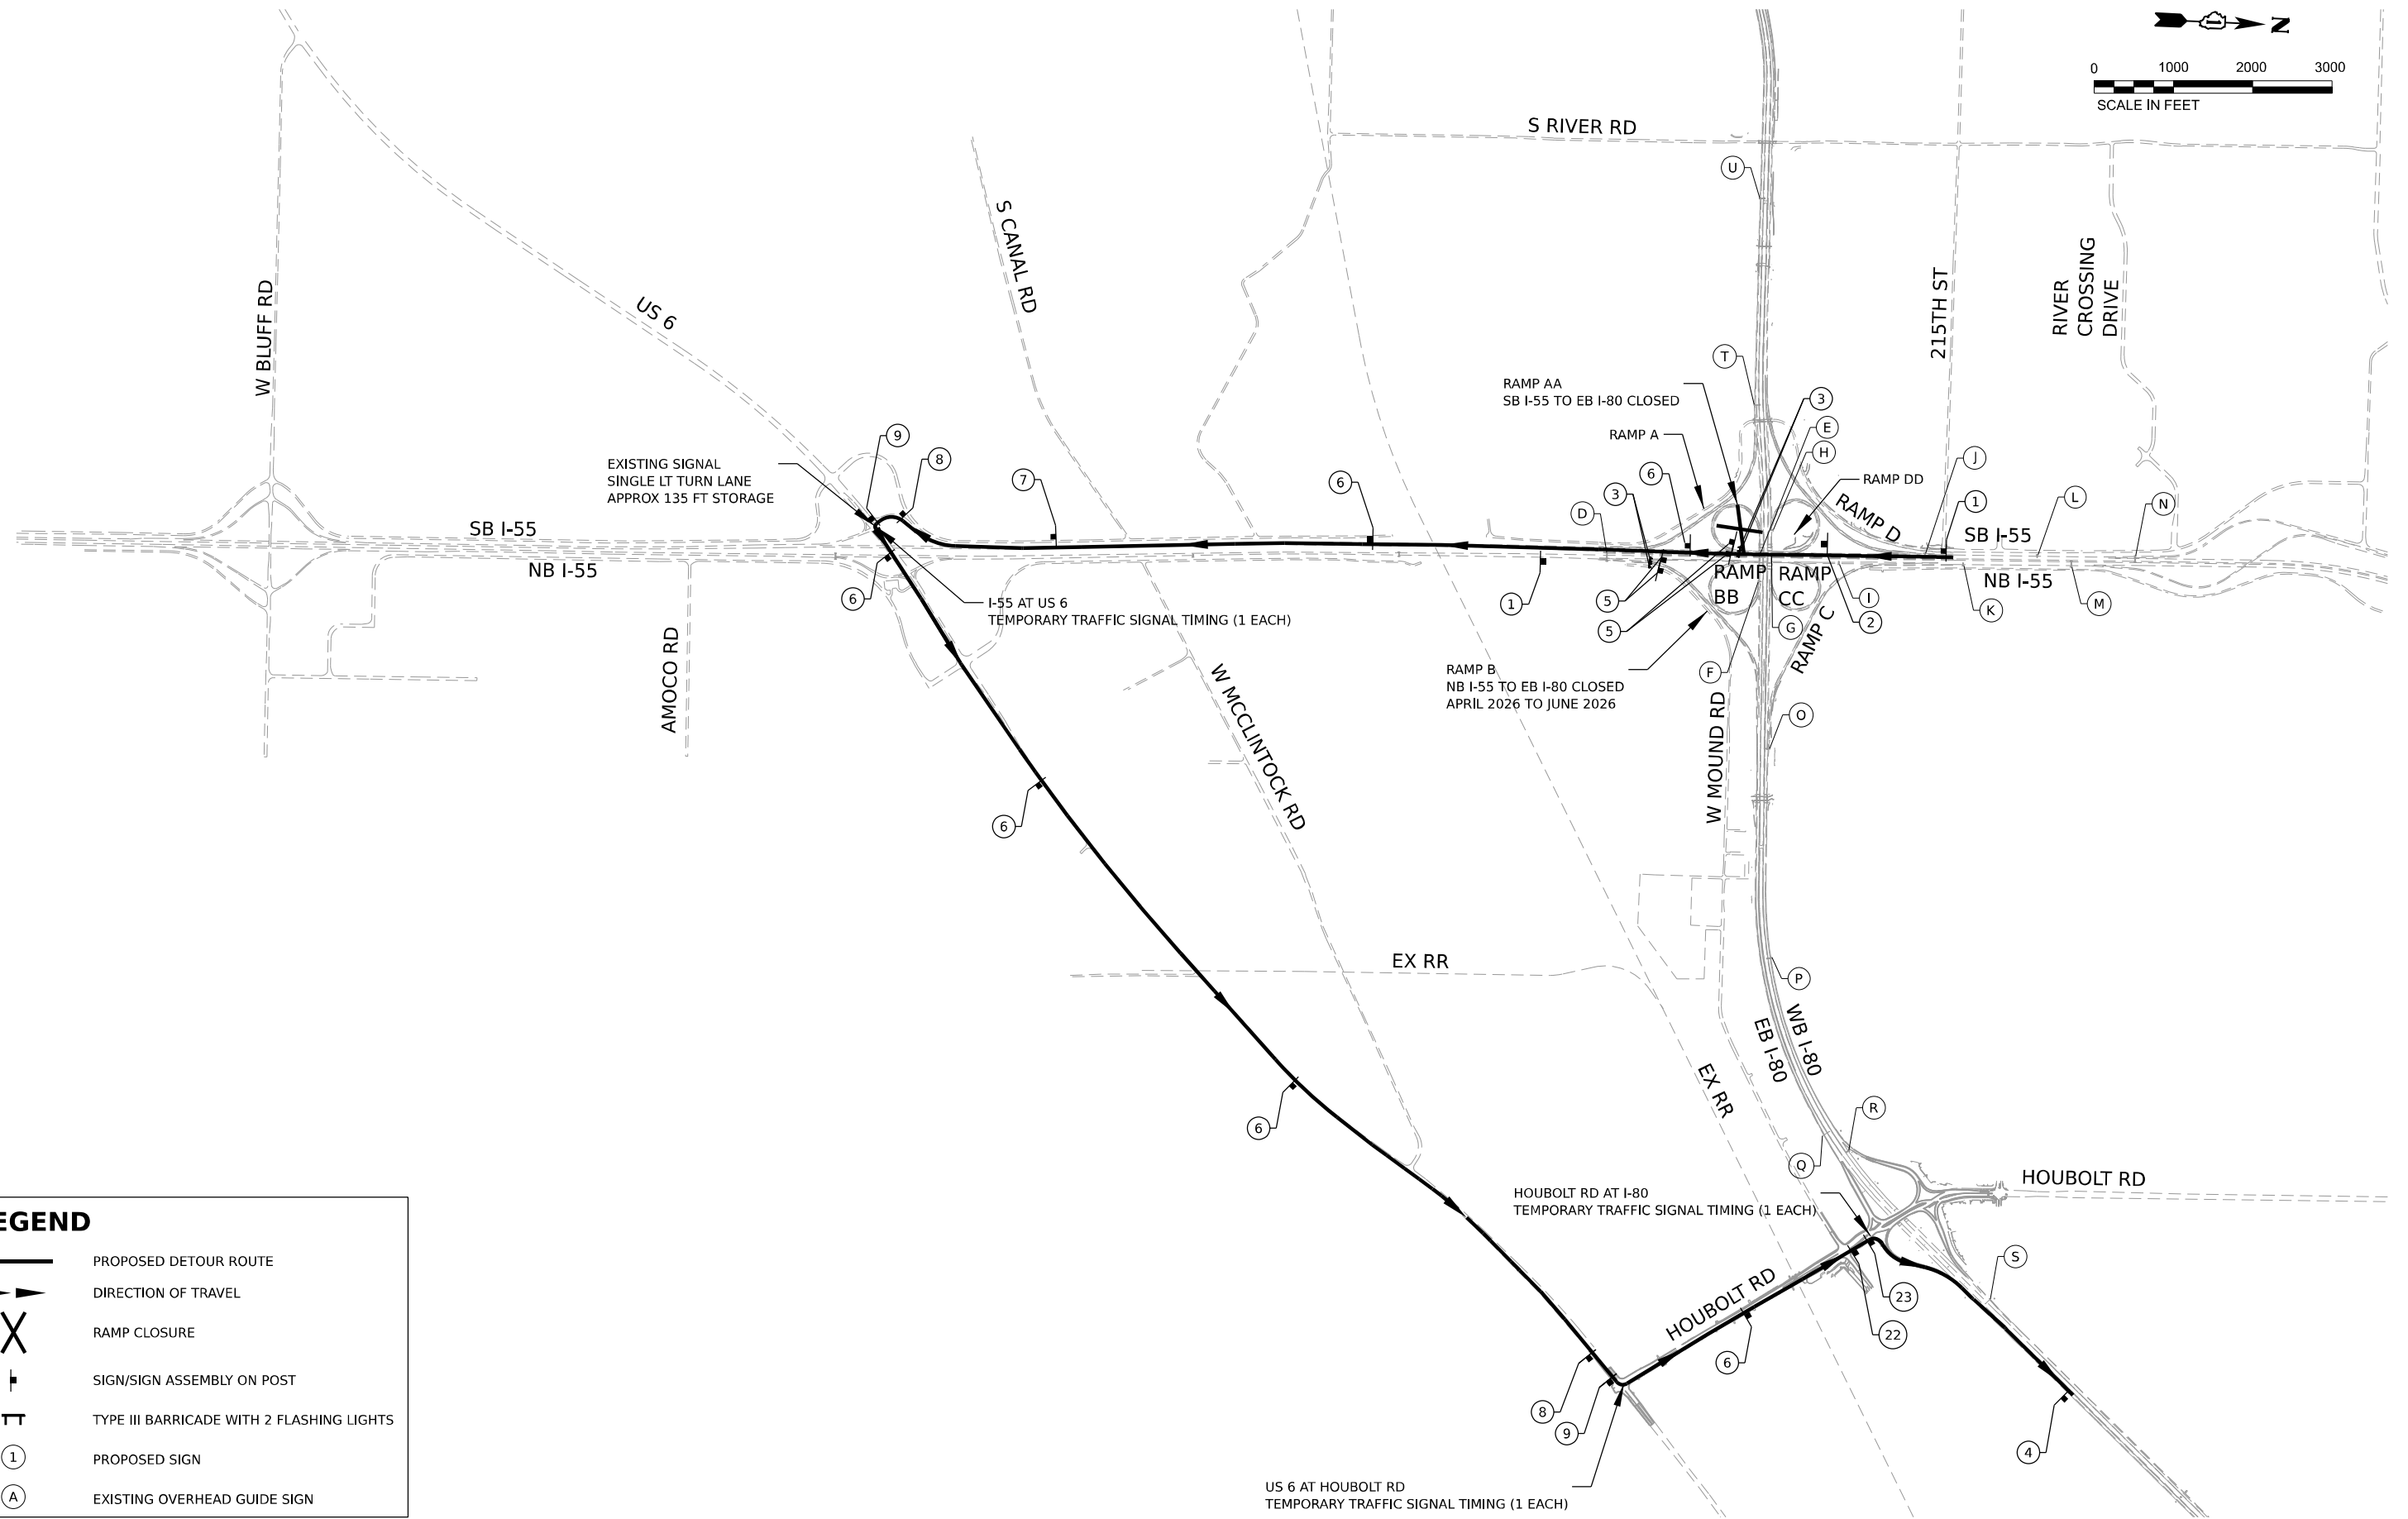 N
0 1000 2000 3000
SCALE IN FEET
S RIVER RD
U
S CANAL RD
US 6
W BLUFF RD
215TH ST
RIVER
CROSSING
DRIVE
T
RAMP AA
SB I-55 TO EB I-80 CLOSED
3
E
RAMP A
H
9
8
J
EXISTING SIGNAL
SINGLE LT TURN LANE
APPROX 135 FT STORAGE
7
6
6
RAMP DD
3
D
1
L
N
RAMP D
SB I-55
SB I-55
NB I-55
NB I-55
RAMP
BB
RAMP
CC
6
1
5
I
K
M
I-55 AT US 6
TEMPORARY TRAFFIC SIGNAL TIMING (1 EACH)
5
G
2
RAMP C
AMOCO RD
W MCCLINTOCK RD
RAMP B
NB I-55 TO EB I-80 CLOSED
APRIL 2026 TO JUNE 2026
F
O
W MOUND RD
6
EX RR
P
WB I-80
EB I-80
EX RR
6
R
Q
HOUBOLT RD
HOUBOLT RD AT I-80
TEMPORARY TRAFFIC SIGNAL TIMING (1 EACH)
S
HOUBOLT RD
23
22
6
8
9
4
US 6 AT HOUBOLT RD
TEMPORARY TRAFFIC SIGNAL TIMING (1 EACH)
EGEND
PROPOSED DETOUR ROUTE
DIRECTION OF TRAVEL
RAMP CLOSURE
SIGN/SIGN ASSEMBLY ON POST
TYPE III BARRICADE WITH 2 FLASHING LIGHTS
1 PROPOSED SIGN
A EXISTING OVERHEAD GUIDE SIGN